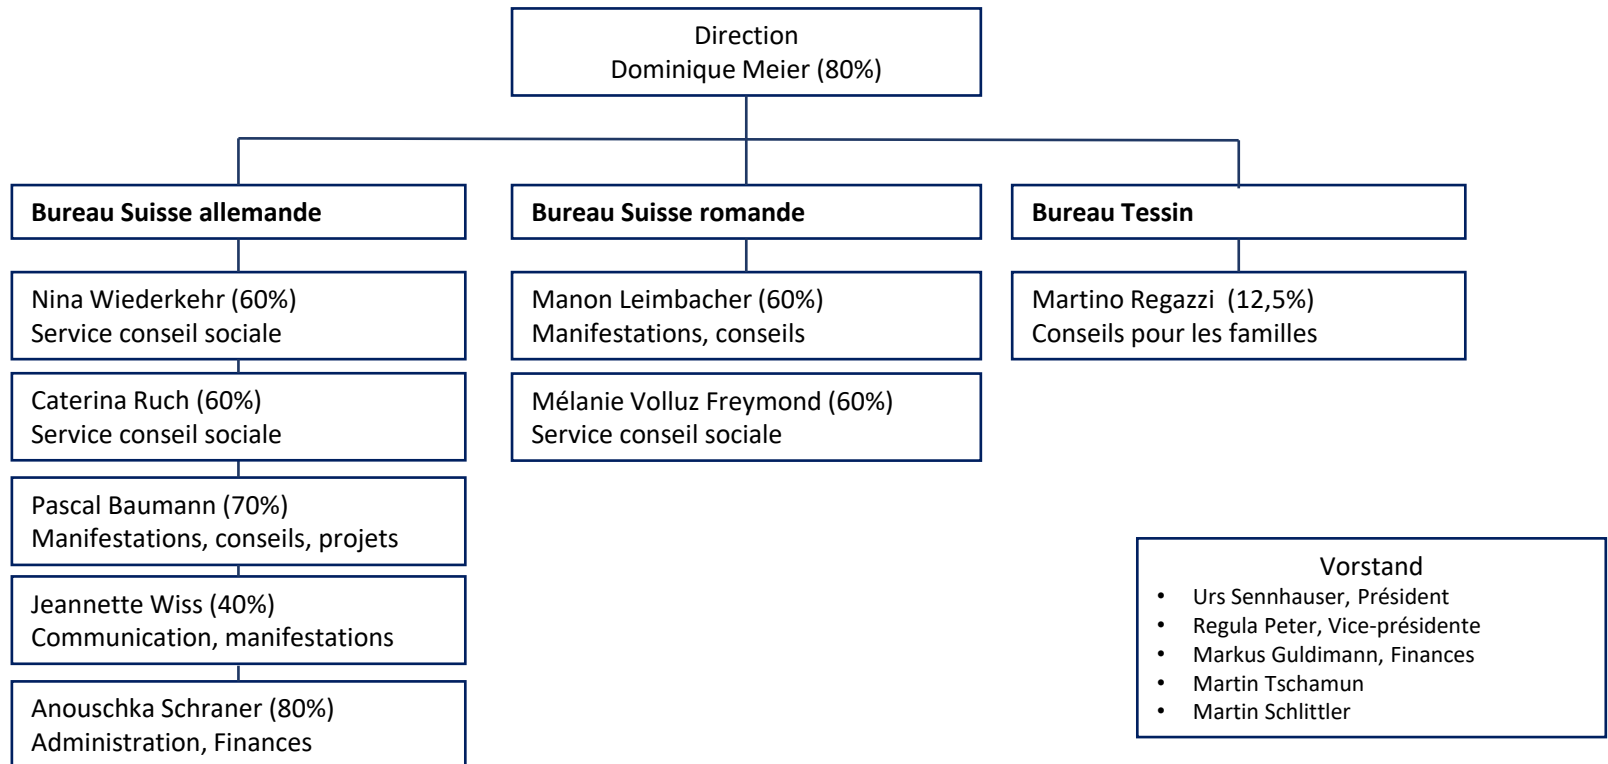 Direction
Dominique Meier (80%)
Bureau Suisse allemande
Nina Wiederkehr (60%)
Service conseil sociale
Caterina Ruch (60%)
Service conseil sociale
Pascal Baumann (70%)
Manifestations, conseils, projets
Jeannette Wiss (40%)
Communication, manifestations
Anouschka Schraner (80%)
Administration, Finances
Bureau Suisse romande
Manon Leimbacher (60%)
Manifestations, conseils
Mélanie Volluz Freymond (60%)
Service conseil sociale
Bureau Tessin
Martino Regazzi (12,5%)
Conseils pour les familles
Vorstand
• Urs Sennhauser, Président
• Regula Peter, Vice-présidente
• Markus Guldimann, Finances
• Martin Tschamun
• Martin Schlittler